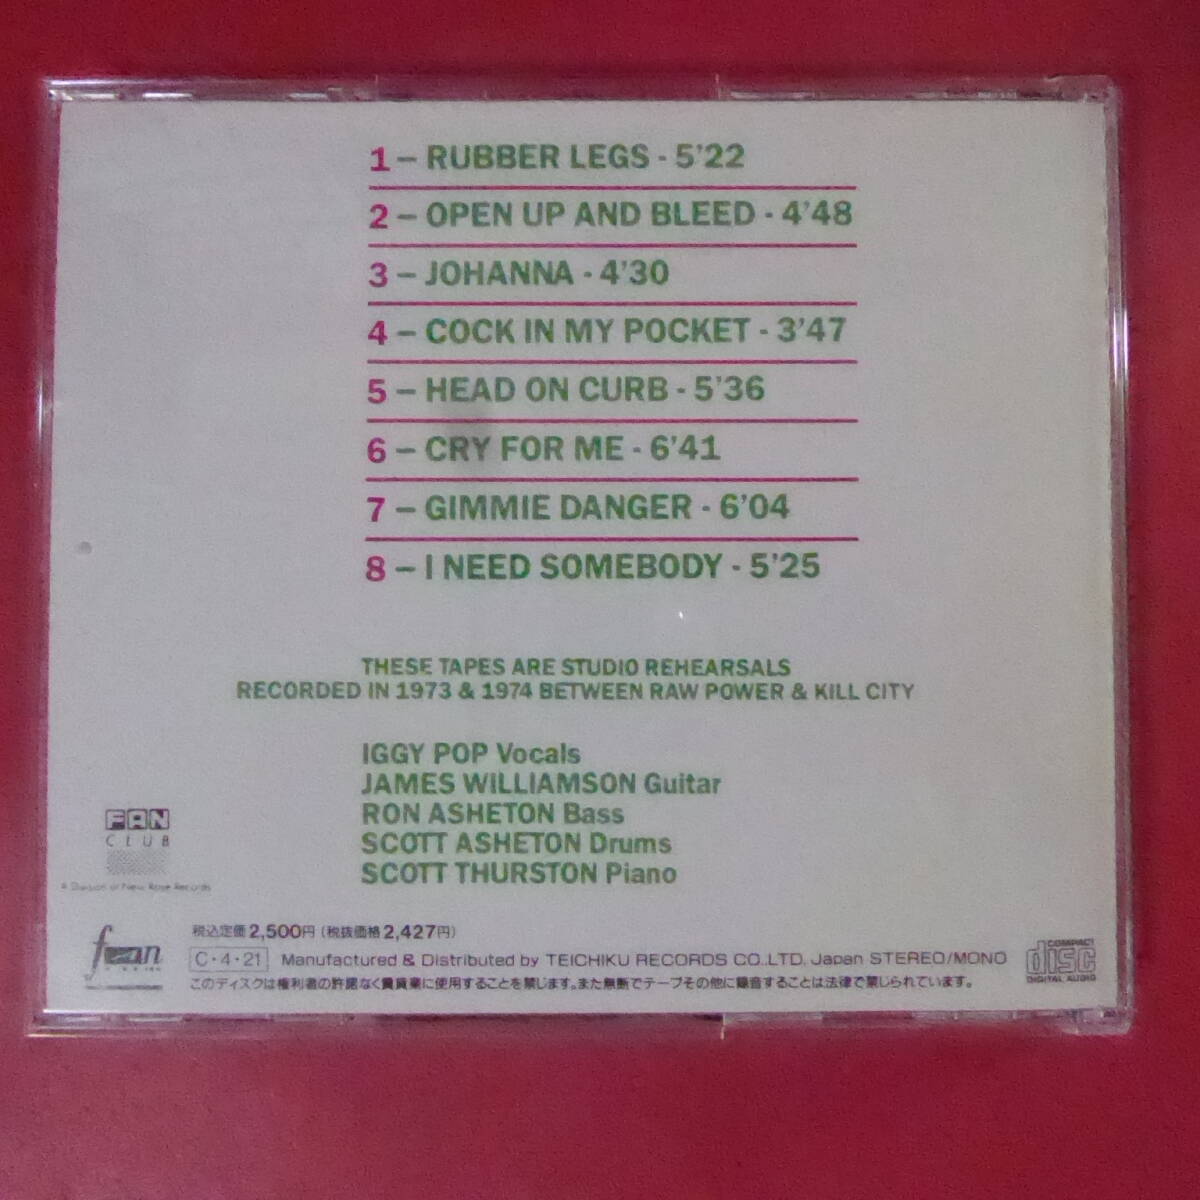 1 – RUBBER LEGS - 5'22
2 – OPEN UP AND BLEED - 4'48
3 – JOHANNA - 4'30
4 – COCK IN MY POCKET - 3'47
5 – HEAD ON CURB - 5'36
6 – CRY FOR ME - 6'41
7 – GIMMIE DANGER - 6'04
8 – I NEED SOMEBODY - 5'25
THESE TAPES ARE STUDIO REHEARSALS
RECORDED IN 1973 & 1974 BETWEEN RAW POWER & KILL CITY
IGGY POP Vocals
JAMES WILLIAMSON Guitar
RON ASHETON Bass
SCOTT ASHETON Drums
SCOTT THURSTON Piano
FAN
CLUB
A Division of New Rose Records
税込定価2,500円(税抜価格2,427円)
C・4・21 Manufactured & Distributed by TEICHIKU RECORDS CO.,LTD. Japan STEREO/MONO
このディスクは権利者の許諾なく賃貸業に使用することを禁じます。また無断でテープその他に録音することは法律で禁じられています。
COMPACT
disc
DIGITAL AUDIO